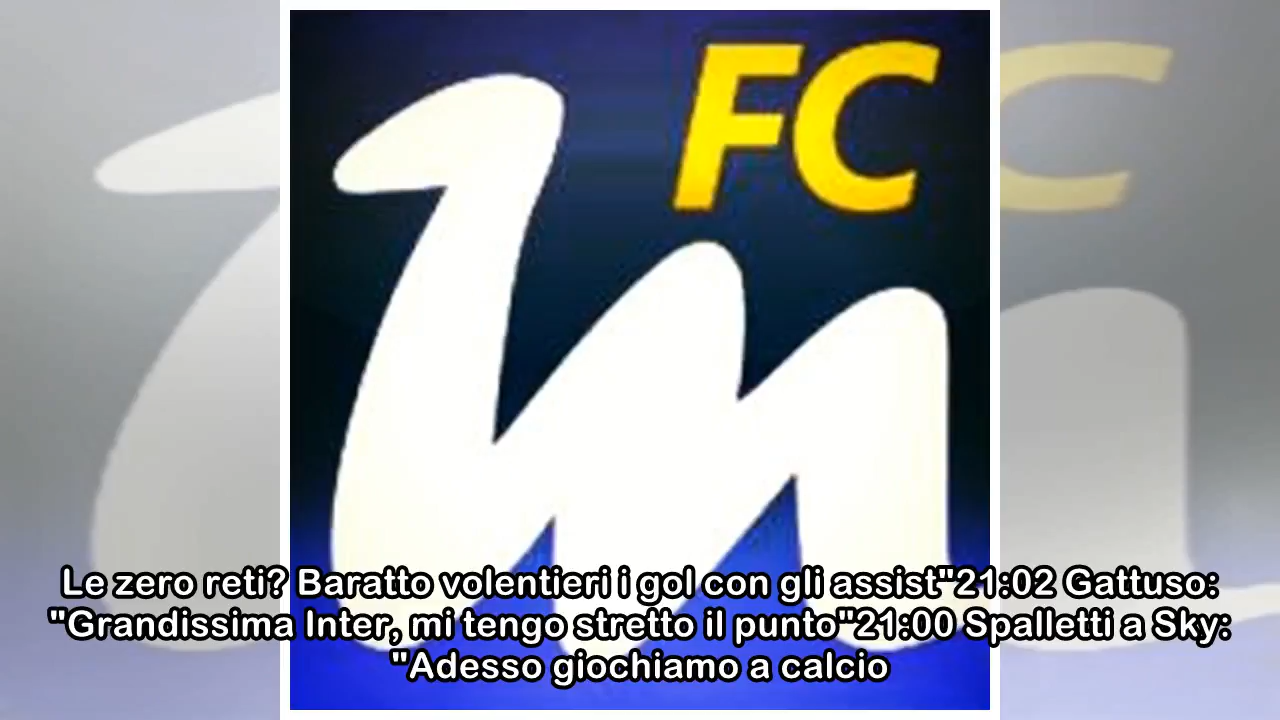 FC
Le zero reti? Baratto volentieri i gol con gli assist"21:02 Gattuso:
"Grandissima Inter, mi tengo stretto il punto"21:00 Spalletti a Sky:
"Adesso giochiamo a calcio